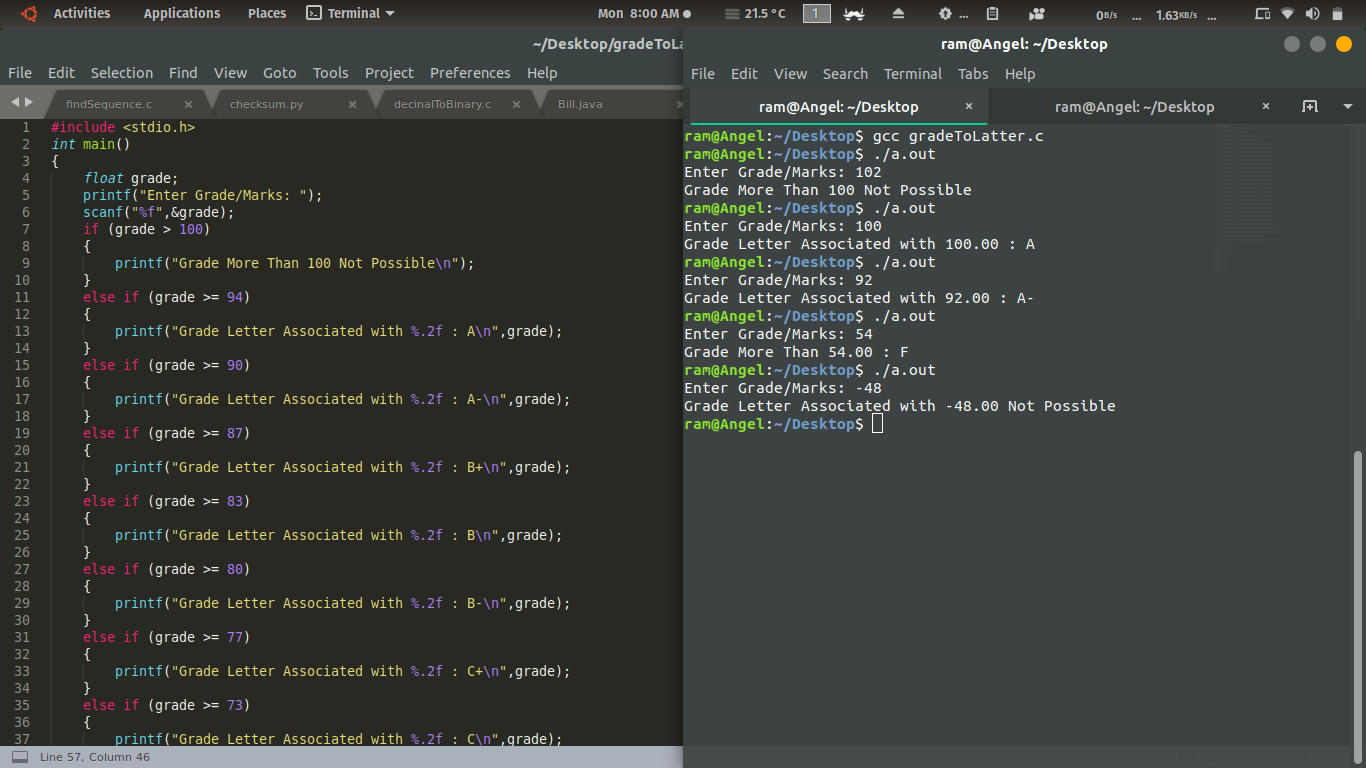 Activities Applications Places Terminal Mon 8:00 AM 21.5 °C 1 ... 0B/s ... 1.63KB/s ...
~/Desktop/gradeToLa
File Edit Selection Find View Goto Tools Project Preferences Help
findSequence.c × checksum.py × decinalToBinary.c × Bill.java ×
1 #include <stdio.h>
2 int main()
3 {
4 float grade;
5 printf("Enter Grade/Marks: ");
6 scanf("%f",&grade);
7 if (grade > 100)
8 {
9 printf("Grade More Than 100 Not Possible\n");
10 }
11 else if (grade >= 94)
12 {
13 printf("Grade Letter Associated with %.2f : A\n",grade);
14 }
15 else if (grade >= 90)
16 {
17 printf("Grade Letter Associated with %.2f : A-\n",grade);
18 }
19 else if (grade >= 87)
20 {
21 printf("Grade Letter Associated with %.2f : B+\n",grade);
22 }
23 else if (grade >= 83)
24 {
25 printf("Grade Letter Associated with %.2f : B\n",grade);
26 }
27 else if (grade >= 80)
28 {
29 printf("Grade Letter Associated with %.2f : B-\n",grade);
30 }
31 else if (grade >= 77)
32 {
33 printf("Grade Letter Associated with %.2f : C+\n",grade);
34 }
35 else if (grade >= 73)
36 {
37 printf("Grade Letter Associated with %.2f : C\n",grade);
Line 57, Column 46
ram@Angel: ~/Desktop
File Edit View Search Terminal Tabs Help
ram@Angel: ~/Desktop × ram@Angel: ~/Desktop ×
ram@Angel:~/Desktop$ gcc gradeToLatter.c
ram@Angel:~/Desktop$ ./a.out
Enter Grade/Marks: 102
Grade More Than 100 Not Possible
ram@Angel:~/Desktop$ ./a.out
Enter Grade/Marks: 100
Grade Letter Associated with 100.00 : A
ram@Angel:~/Desktop$ ./a.out
Enter Grade/Marks: 92
Grade Letter Associated with 92.00 : A-
ram@Angel:~/Desktop$ ./a.out
Enter Grade/Marks: 54
Grade More Than 54.00 : F
ram@Angel:~/Desktop$ ./a.out
Enter Grade/Marks: -48
Grade Letter Associated with -48.00 Not Possible
ram@Angel:~/Desktop$